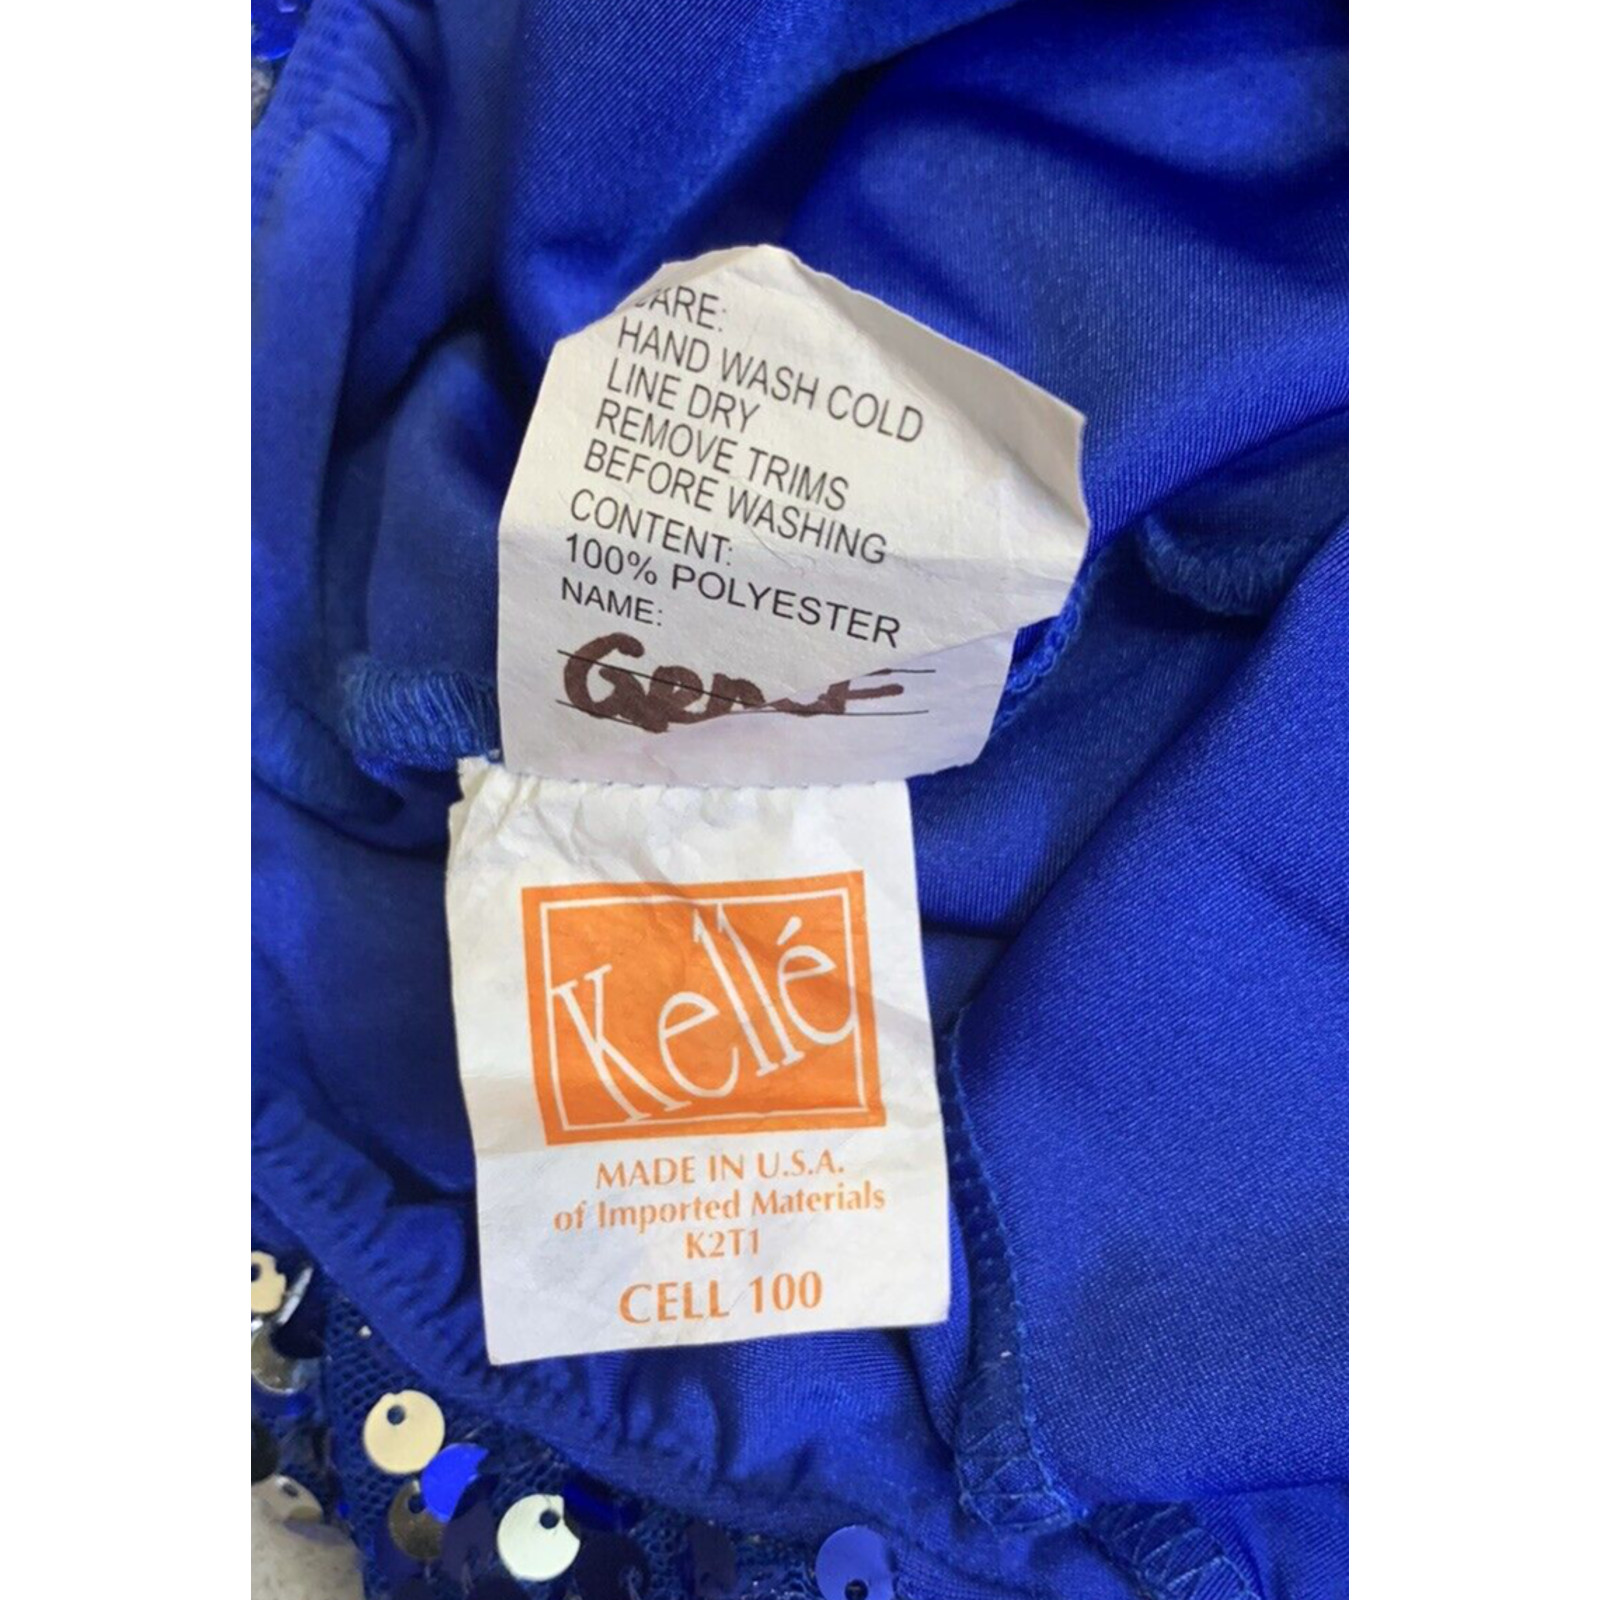 HAND WASH COLD
LINE DRY
REMOVE TRIMS
BEFORE WASHING
CONTENT:
100% POLYESTER
NAME:
Kellé
MADE IN U.S.A.
of Imported Materials
K2T1
CELL 100